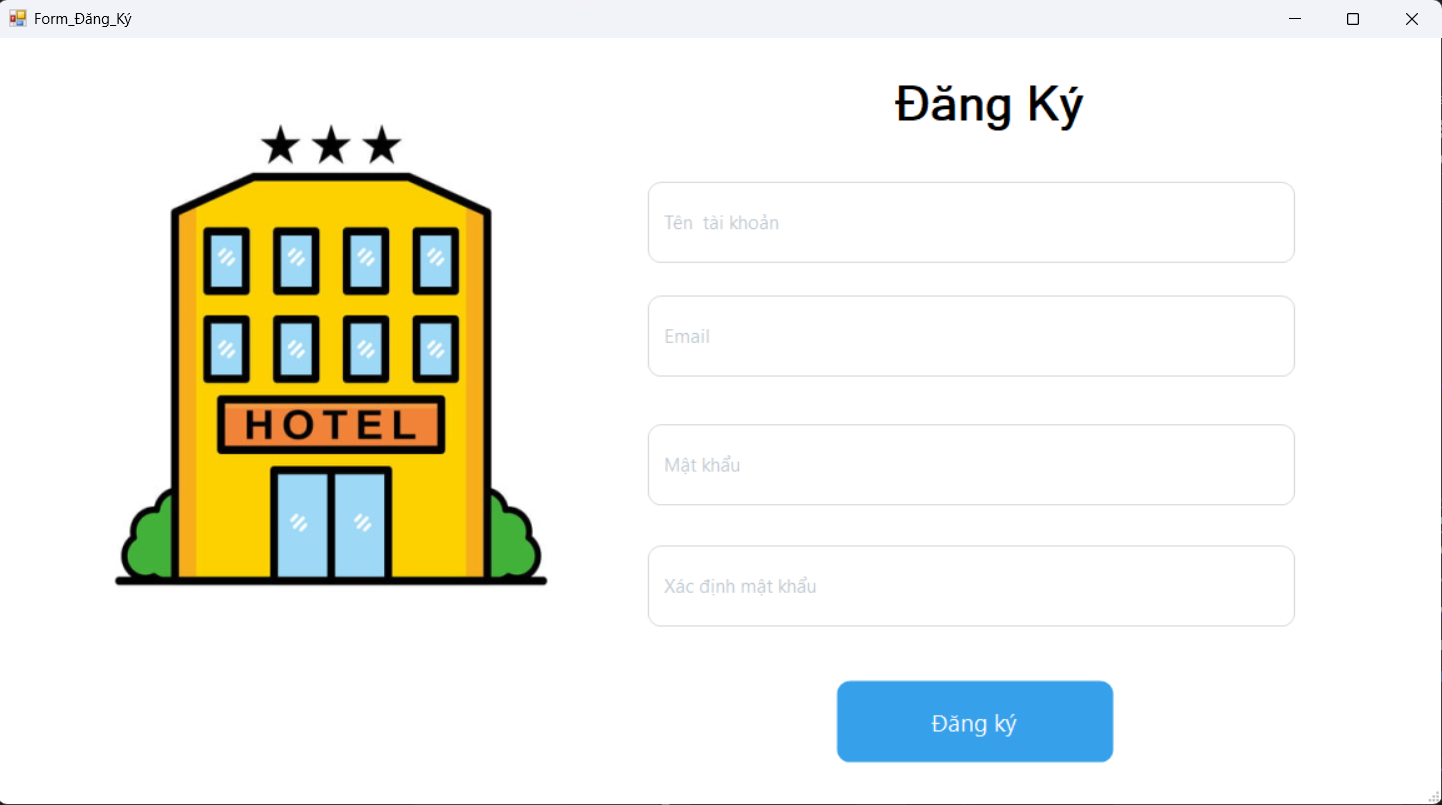 Form_Đăng_Ký
Đăng Ký
Tên  tài khoản
Email
HOTEL
Mật khẩu
Xác định mật khẩu
Đăng ký